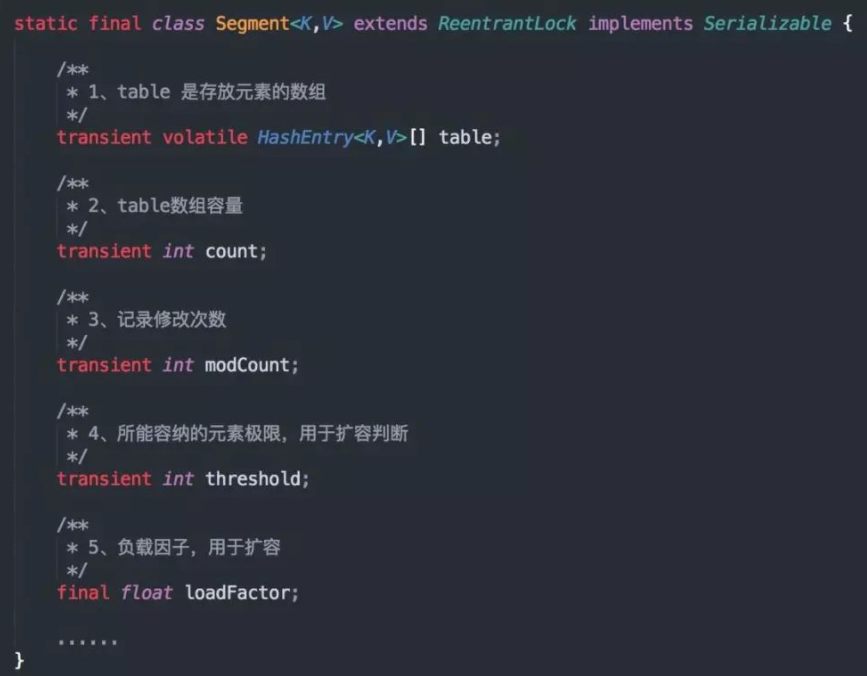 static final class Segment<K,V> extends ReentrantLock implements Serializable {
/**
* 1、table 是存放元素的数组
*/
transient volatile HashEntry<K,V>[] table;
/**
* 2、table数组容量
*/
transient int count;
/**
* 3、记录修改次数
*/
transient int modCount;
/**
* 4、所能容纳的元素极限，用于扩容判断
*/
transient int threshold;
/**
* 5、负载因子，用于扩容
*/
final float loadFactor;
......
}